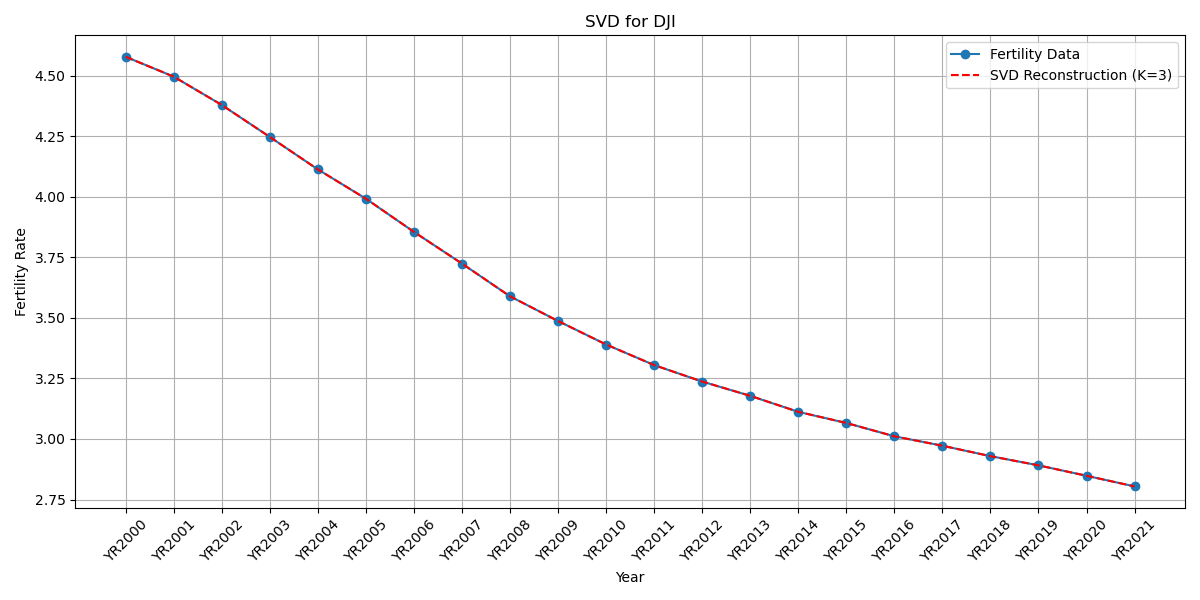 SVD for DJI
Fertility Data
SVD Reconstruction (K=3)
Fertility Rate
4.50
4.25
4.00
3.75
3.50
3.25
3.00
2.75
YR2000
YR2001
YR2002
YR2003
YR2004
YR2005
YR2006
YR2007
YR2008
YR2009
YR2010
YR2011
YR2012
YR2013
YR2014
YR2015
YR2016
YR2017
YR2018
YR2019
YR2020
YR2021
Year